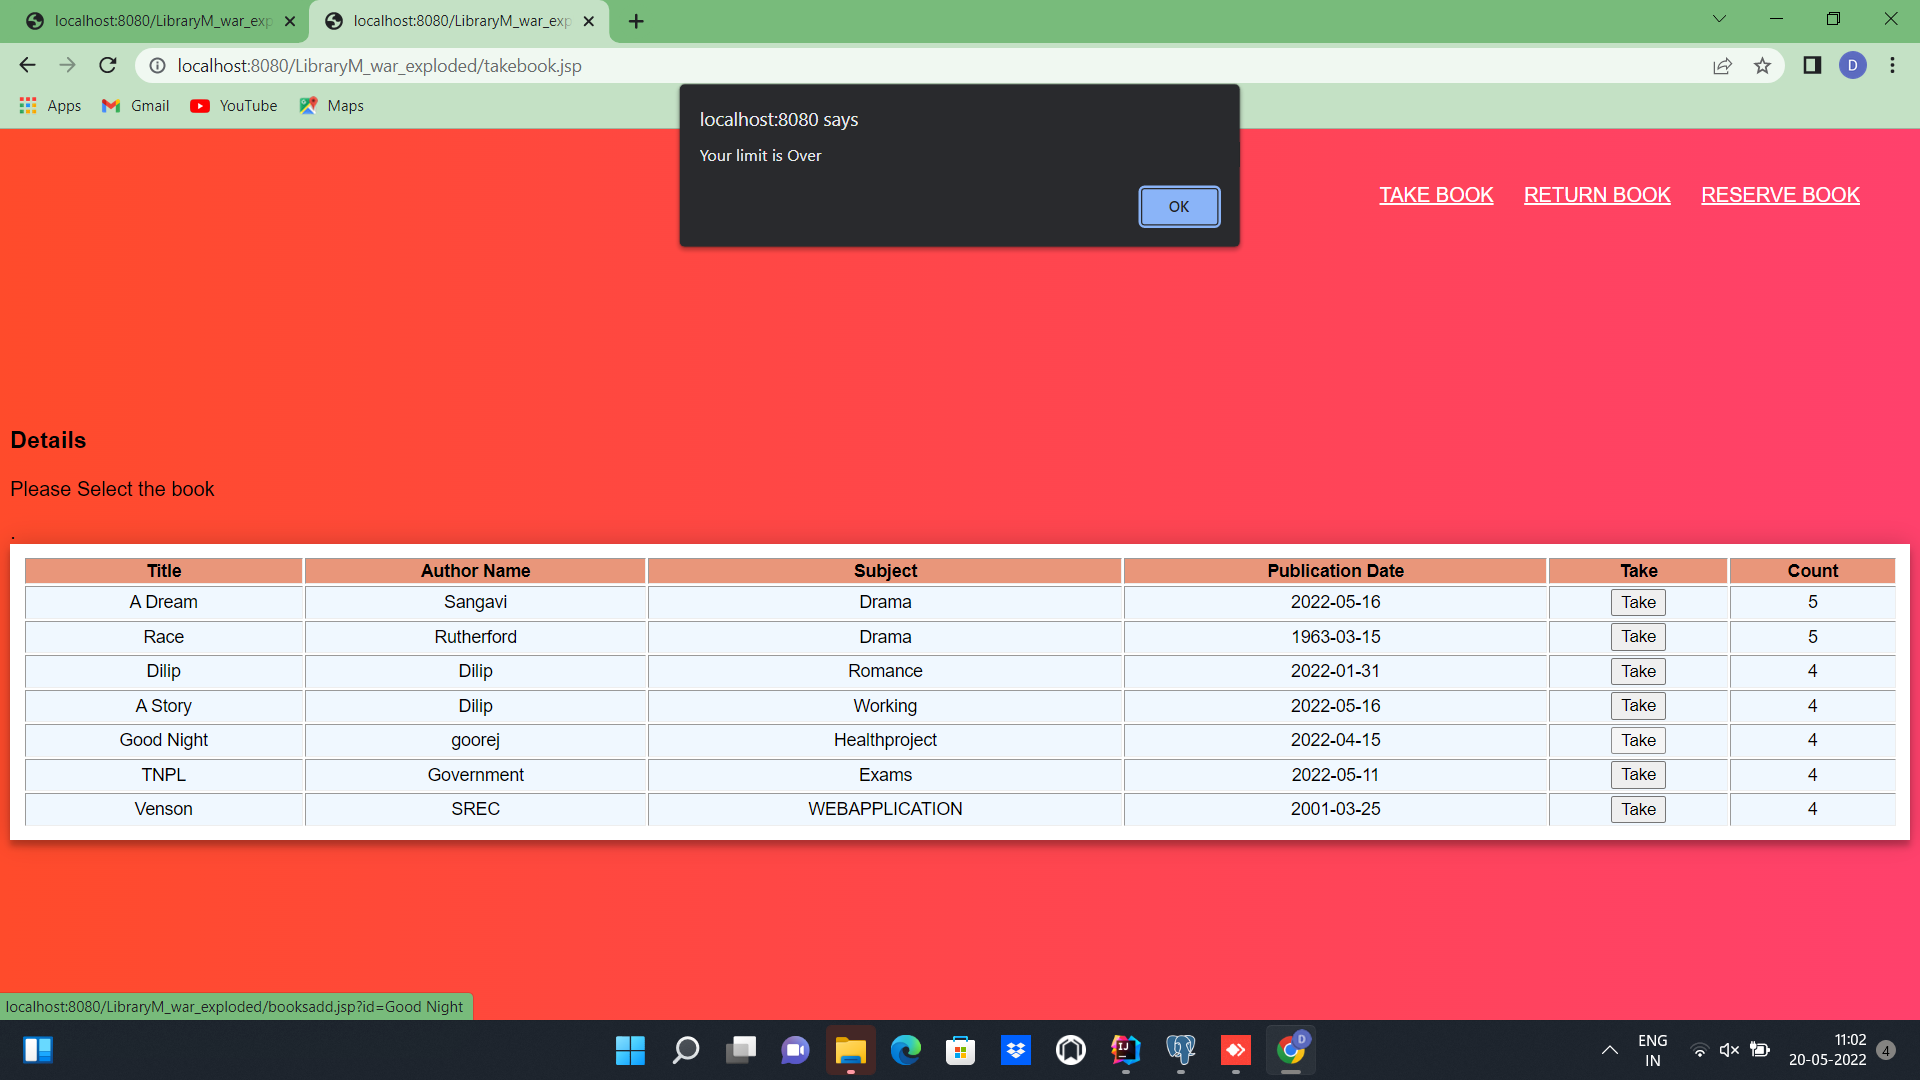 localhost:8080/LibraryM_war_exp
localhost:8080/LibraryM_war_exp
localhost:8080/LibraryM_war_exploded/takebook.jsp
D
Apps Gmail YouTube Maps
localhost:8080 says
Your limit is Over
OK
TAKE BOOK RETURN BOOK RESERVE BOOK
Details
Please Select the book
.
Title Author Name Subject Publication Date Take Count
A Dream Sangavi Drama 2022-05-16 Take 5
Race Rutherford Drama 1963-03-15 Take 5
Dilip Dilip Romance 2022-01-31 Take 4
A Story Dilip Working 2022-05-16 Take 4
Good Night goorej Healthproject 2022-04-15 Take 4
TNPL Government Exams 2022-05-11 Take 4
Venson SREC WEBAPPLICATION 2001-03-25 Take 4
localhost:8080/LibraryM_war_exploded/booksadd.jsp?id=Good Night
IJ
D
ENG
IN
11:02
20-05-2022
4